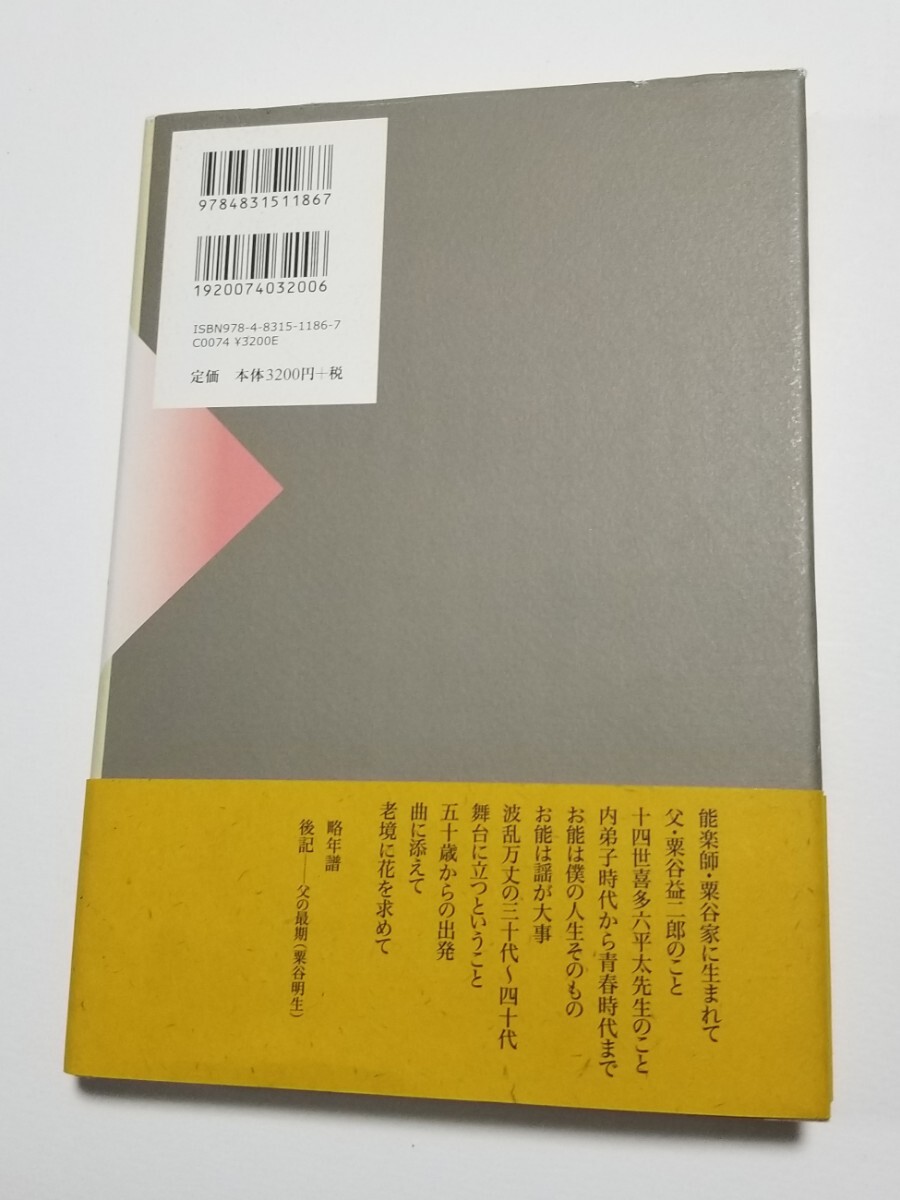 9784831511867
1920074032006
ISBN978-4-8315-1186-7
C0074 ¥3200E
定価 本体3200円+税
能楽師・粟谷家に生まれて
父・粟谷益二郎のこと
十四世喜多六平太先生のこと
内弟子時代から青春時代まで
お能は僕の人生そのもの
お能は謡が大事
波乱万丈の三十代～四十代
舞台に立つということ
五十歳からの出発
曲に添えて
老境に花を求めて
略年譜
後記――父の最期（粟谷明生）